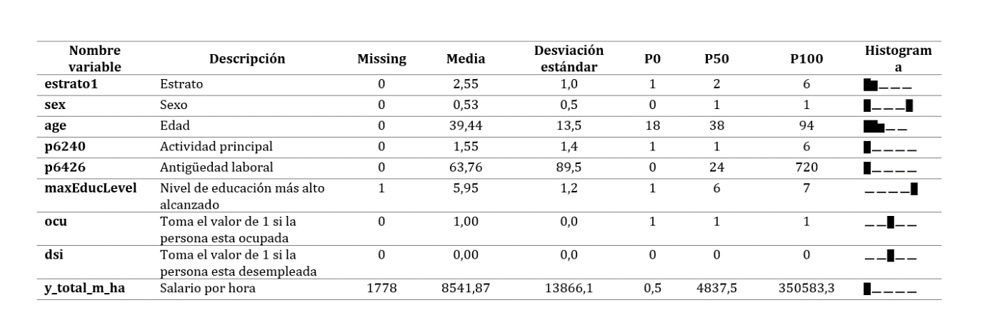 Nombre variable Descripción Missing Media Desviación estándar P0 P50 P100 Histograma
estrato1 Estrato 0 2,55 1,0 1 2 6
sex Sexo 0 0,53 0,5 0 1 1
age Edad 0 39,44 13,5 18 38 94
p6240 Actividad principal 0 1,55 1,4 1 1 6
p6426 Antigüedad laboral 0 63,76 89,5 0 24 720
maxEducLevel Nivel de educación más alto 1 5,95 1,2 1 6 7
alcanzado
ocu Toma el valor de 1 si la 0 1,00 0,0 1 1 1
persona esta ocupada
dsi Toma el valor de 1 si la 0 0,00 0,0 0 0 0
persona esta desempleada
y_total_m_ha Salario por hora 1778 8541,87 13866,1 0,5 4837,5 350583,3